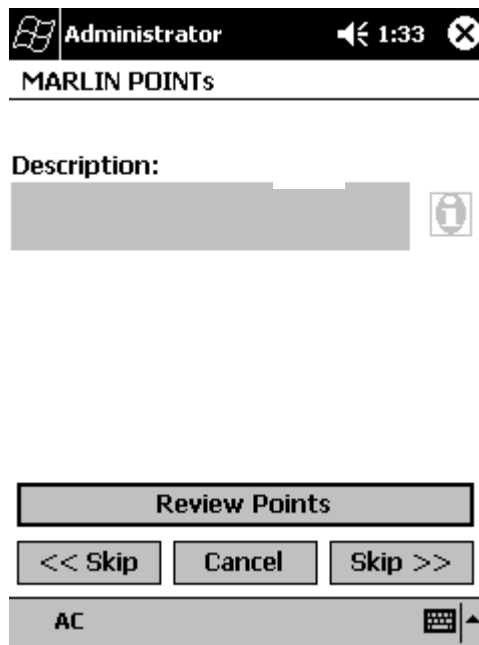 Administrator 1:33
MARLIN POINTs
Description:
Review Points
<< Skip Cancel Skip >>
AC